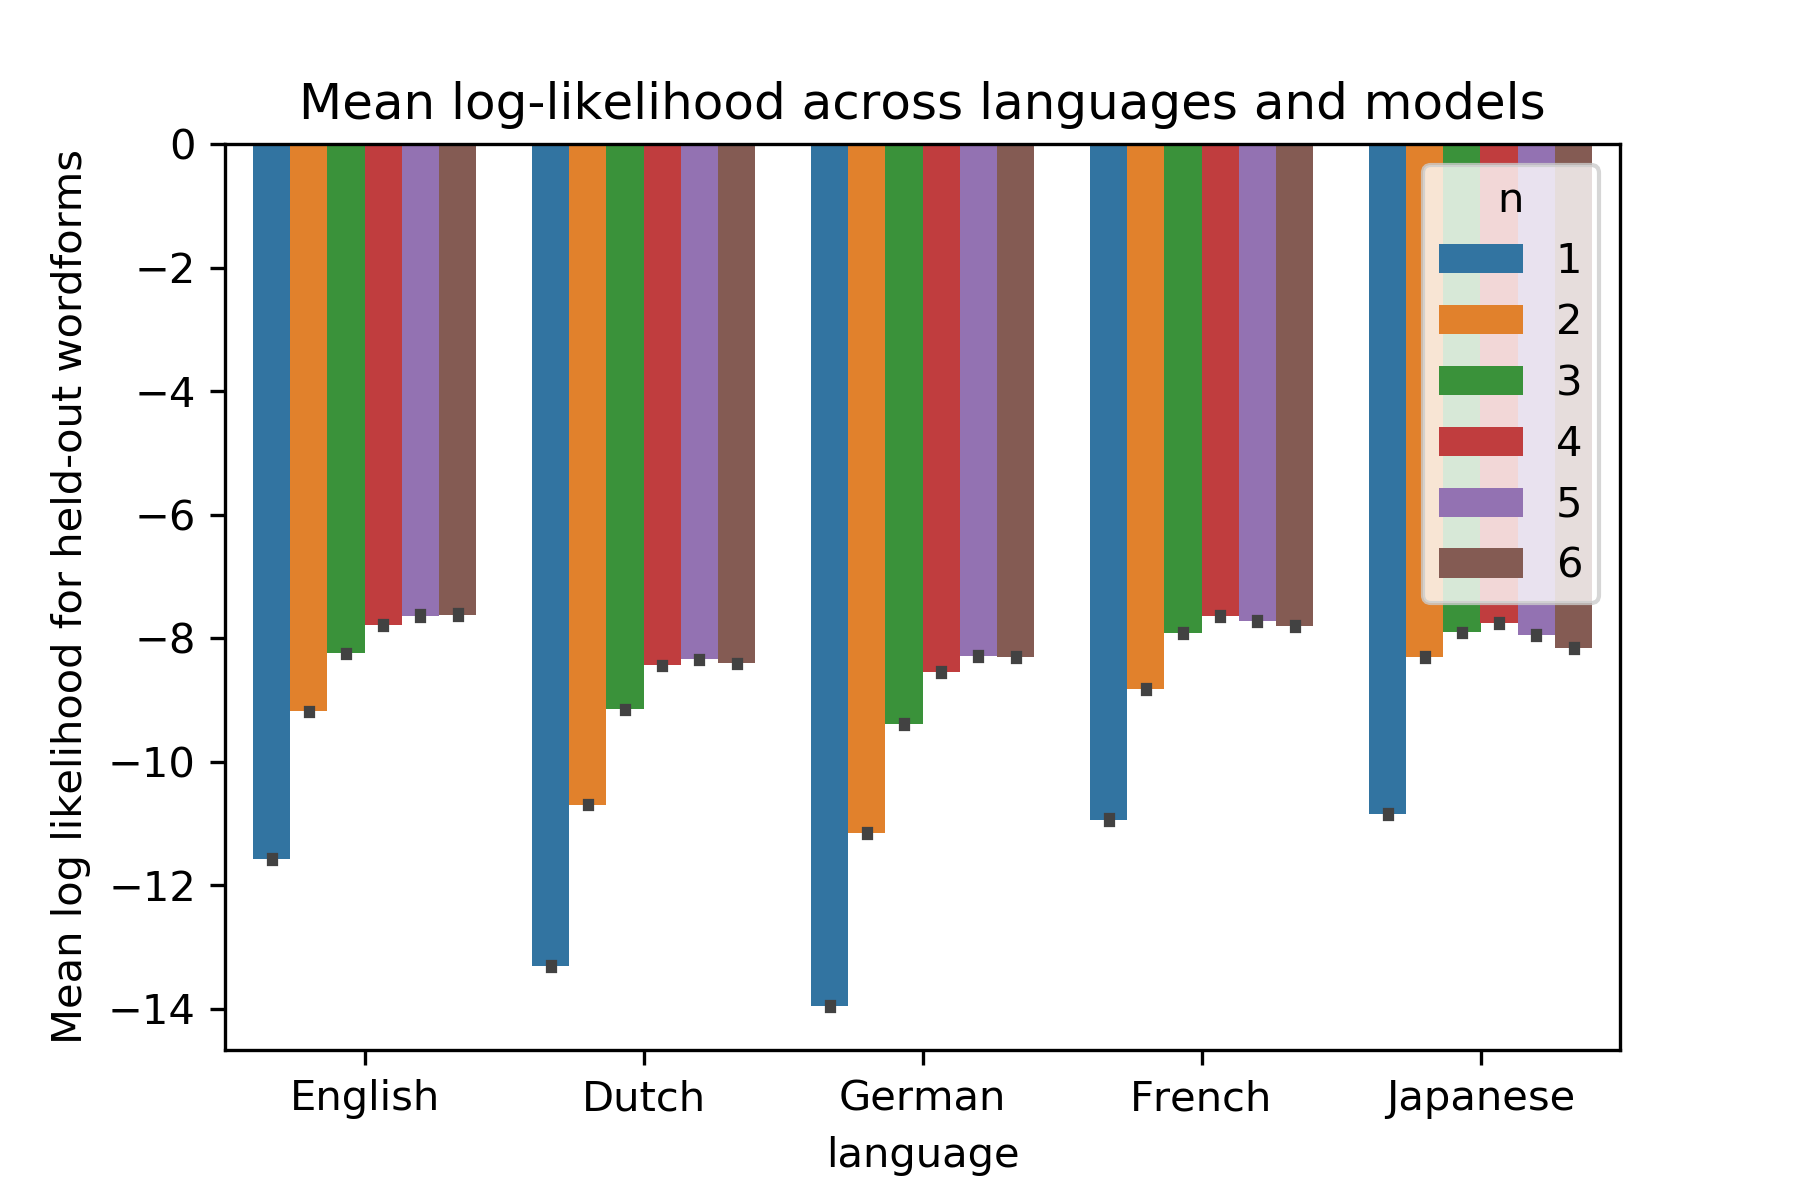 Mean log-likelihood across languages and models
Mean log likelihood for held-out wordforms
0
−2
−4
−6
−8
−10
−12
−14
n
1
2
3
4
5
6
English Dutch German French Japanese
language